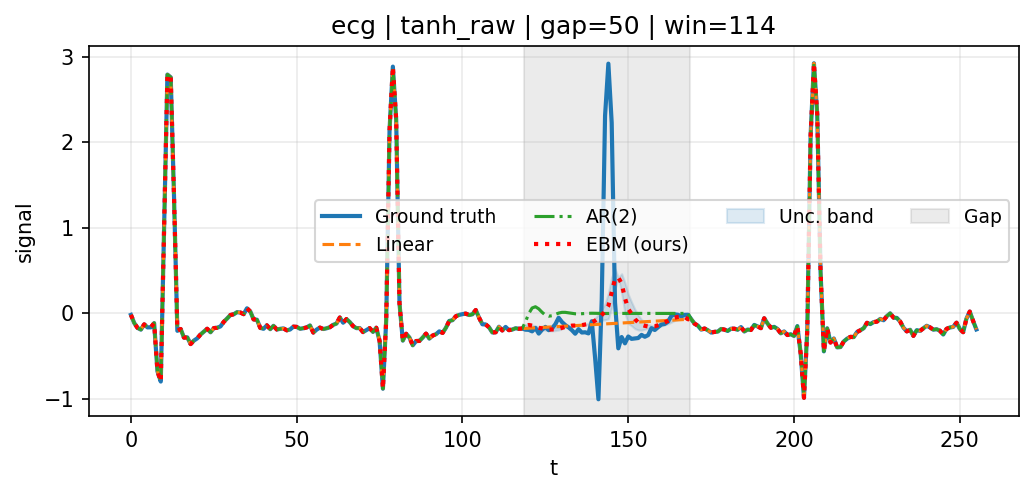 ecg | tanh_raw | gap=50 | win=114
3
2
1
0
−1
signal
Ground truth
Linear
AR(2)
EBM (ours)
Unc. band
Gap
0 50 100 150 200 250
t